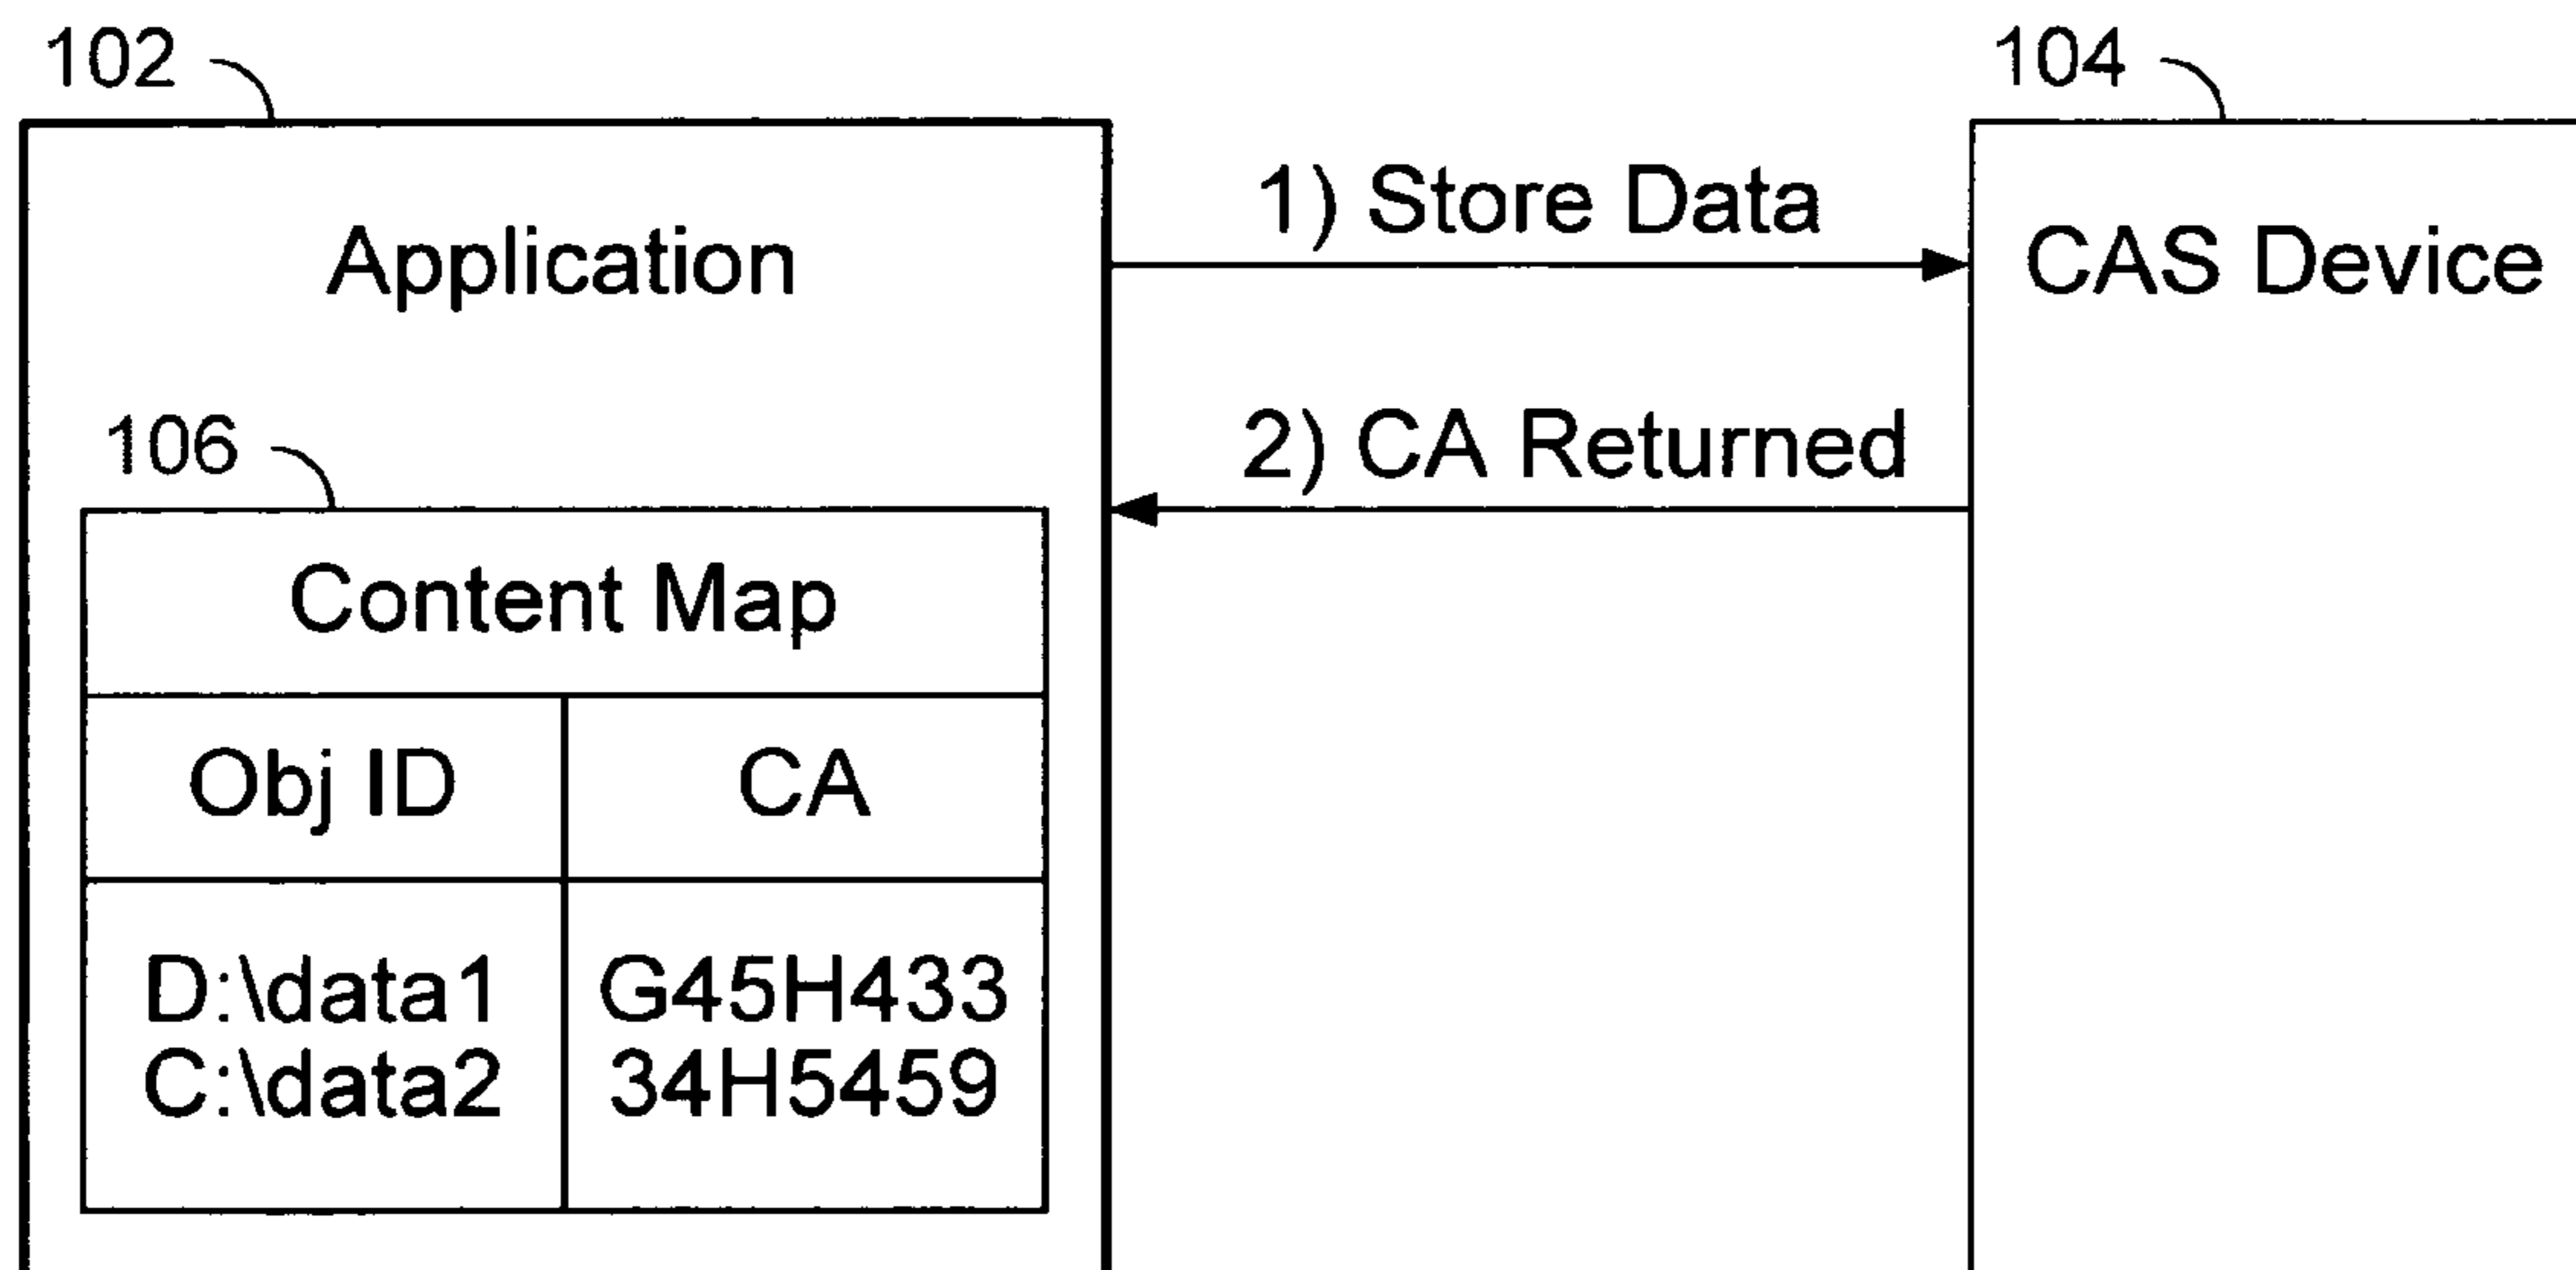 102
104
Application
1) Store Data
CAS Device
2) CA Returned
106
Content Map
Obj ID
CA
D:\data1
G45H433
C:\data2
34H5459